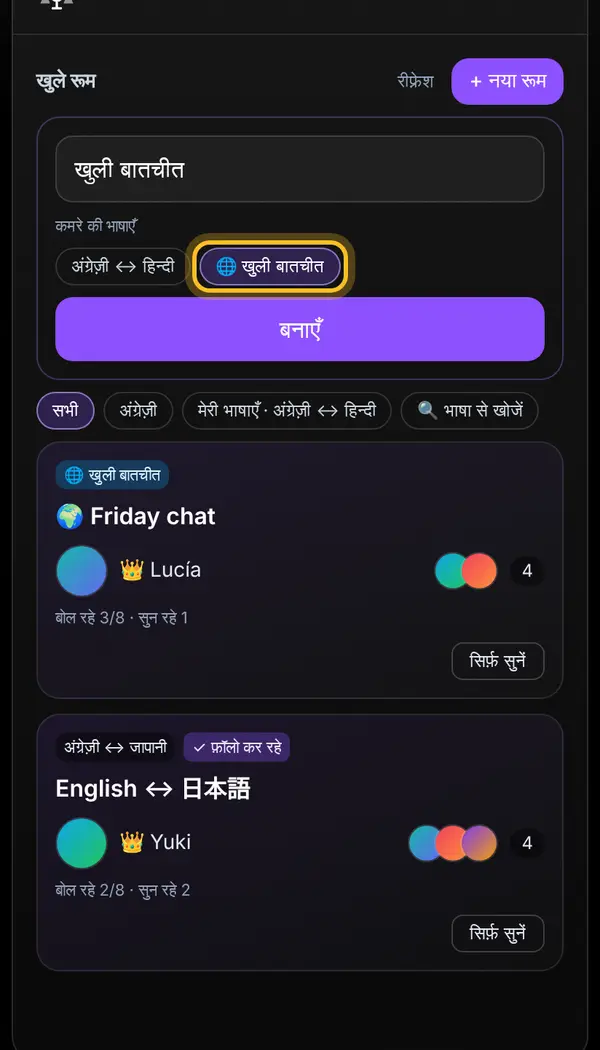 खुले रूम
रीफ़्रेश
+ नया रूम
खुली बातचीत
कमरे की भाषाएँ
अंग्रेज़ी ↔ हिन्दी
🌐 खुली बातचीत
बनाएँ
सभी
अंग्रेज़ी
मेरी भाषाएँ · अंग्रेज़ी ↔ हिन्दी
🔍 भाषा से खोजें
🌐 खुली बातचीत
🌍 Friday chat
👑 Lucía
4
बोल रहे 3/8 · सुन रहे 1
सिर्फ़ सुनें
अंग्रेज़ी ↔ जापानी
✓ फ़ॉलो कर रहे
English ↔ 日本語
👑 Yuki
4
बोल रहे 2/8 · सुन रहे 2
सिर्फ़ सुनें